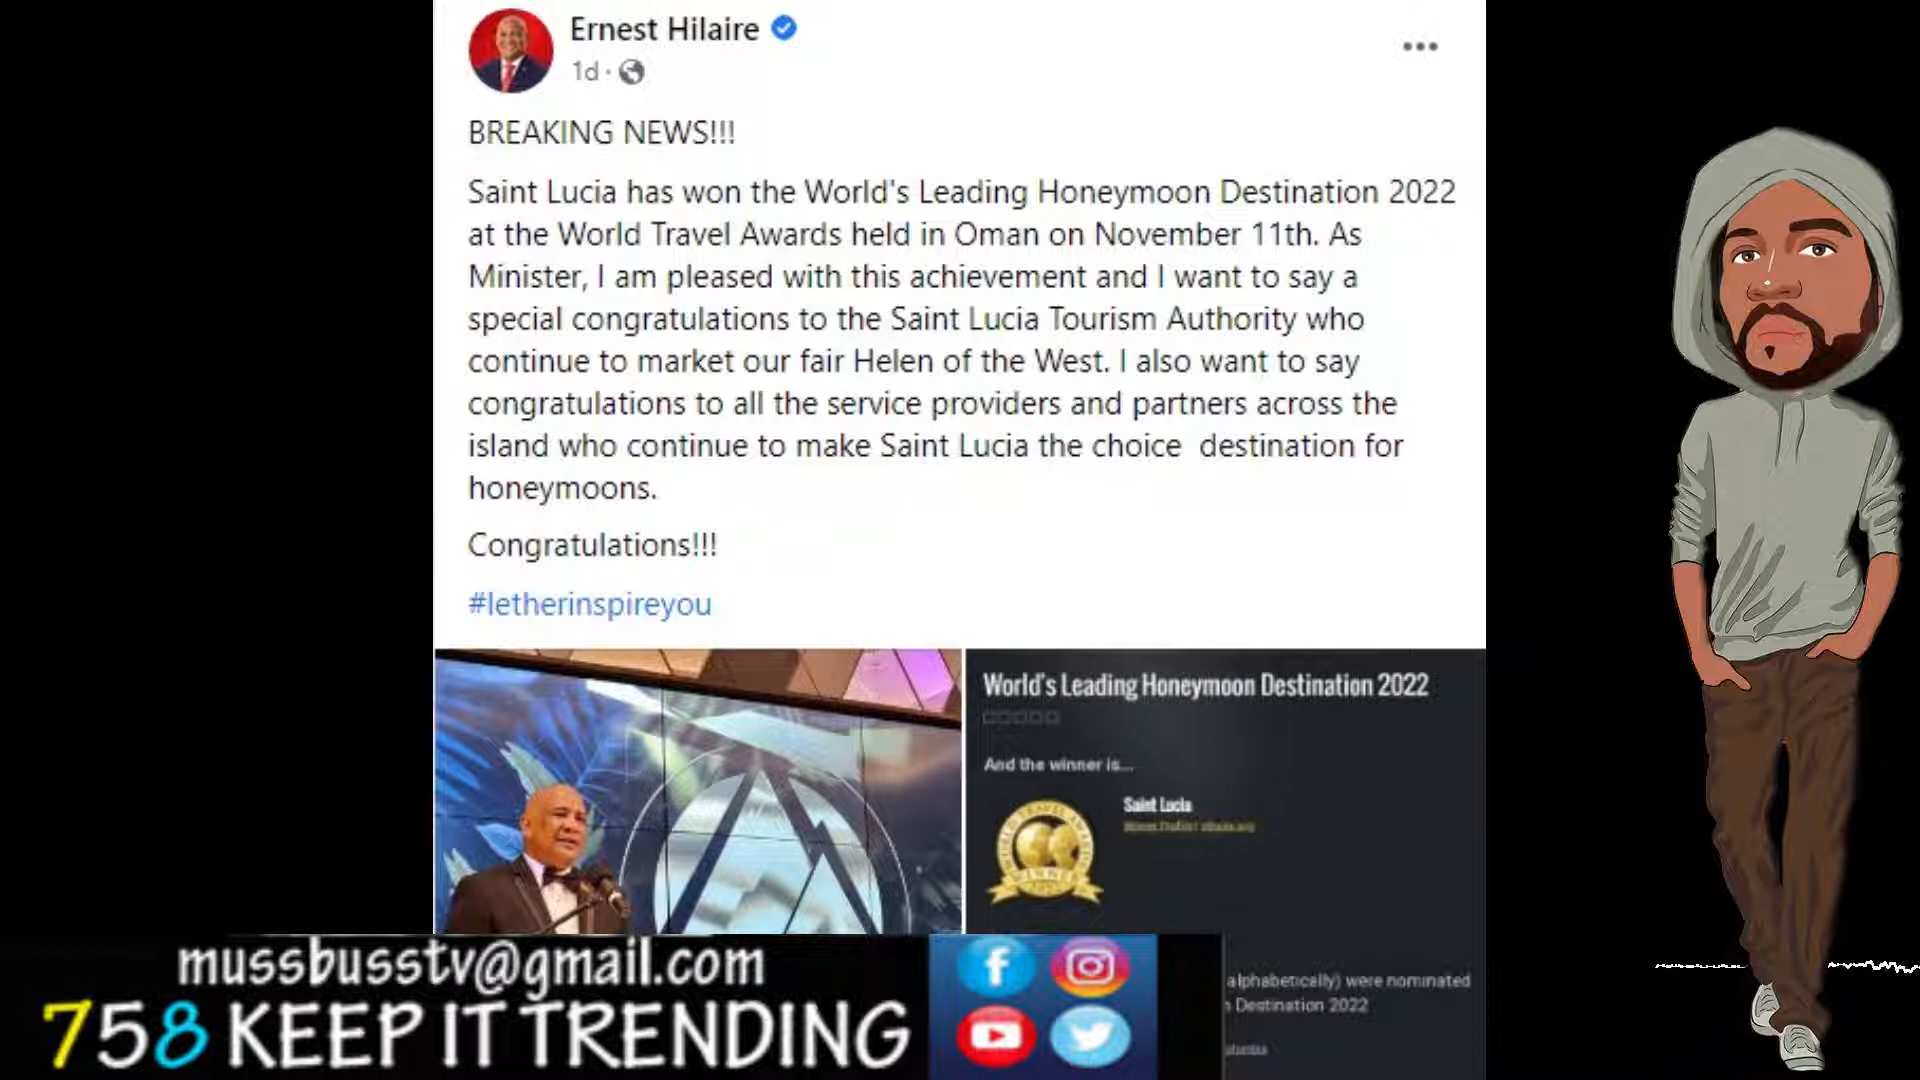 Ernest Hilaire
1d ·
BREAKING NEWS!!!
Saint Lucia has won the World's Leading Honeymoon Destination 2022
at the World Travel Awards held in Oman on November 11th. As
Minister, I am pleased with this achievement and I want to say a
special congratulations to the Saint Lucia Tourism Authority who
continue to market our fair Helen of the West. I also want to say
congratulations to all the service providers and partners across the
island who continue to make Saint Lucia the choice  destination for
honeymoons.
Congratulations!!!
#letherinspireyou
World's Leading Honeymoon Destination 2022
And the winner is...
Saint Lucia
WORLD TRAVEL AWARDS
WINNER
alphabetically) were nominated
Destination 2022
mussbusstv@gmail.com
758 KEEP IT TRENDING